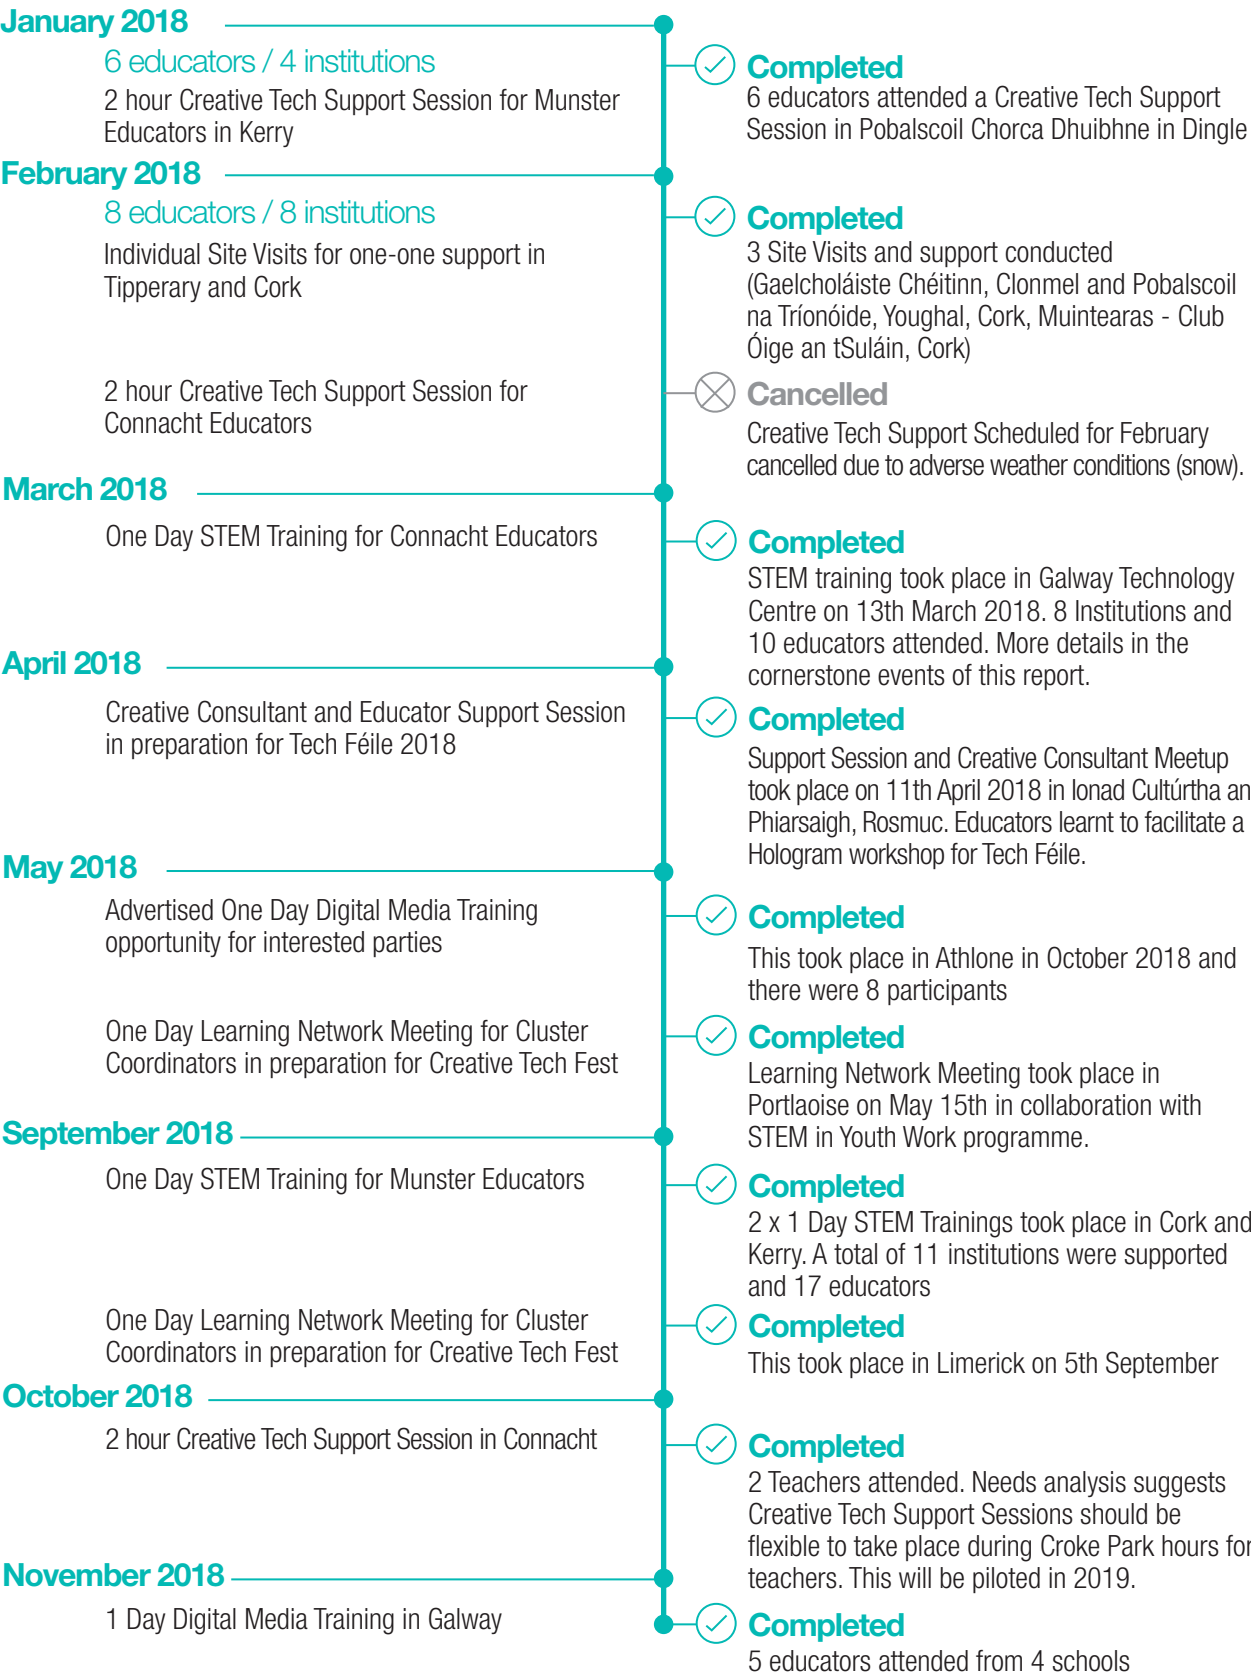 January 2018
6 educators / 4 institutions
2 hour Creative Tech Support Session for Munster
Educators in Kerry
Completed
6 educators attended a Creative Tech Support
Session in Pobalscoil Chorca Dhuibhne in Dingle
February 2018
8 educators / 8 institutions
Individual Site Visits for one-one support in
Tipperary and Cork
Completed
3 Site Visits and support conducted
(Gaelcholáiste Chéitinn, Clonmel and Pobalscoil
na Tríonóide, Youghal, Cork, Muintearas - Club
Óige an tSuláin, Cork)
2 hour Creative Tech Support Session for
Connacht Educators
Cancelled
Creative Tech Support Scheduled for February
cancelled due to adverse weather conditions (snow).
March 2018
One Day STEM Training for Connacht Educators
Completed
STEM training took place in Galway Technology
Centre on 13th March 2018. 8 Institutions and
10 educators attended. More details in the
cornerstone events of this report.
April 2018
Creative Consultant and Educator Support Session
in preparation for Tech Féile 2018
Completed
Support Session and Creative Consultant Meetup
took place on 11th April 2018 in Ionad Cultúrtha an
Phiarsaigh, Rosmuc. Educators learnt to facilitate a
Hologram workshop for Tech Féile.
May 2018
Advertised One Day Digital Media Training
opportunity for interested parties
Completed
This took place in Athlone in October 2018 and
there were 8 participants
One Day Learning Network Meeting for Cluster
Coordinators in preparation for Creative Tech Fest
Completed
Learning Network Meeting took place in
Portlaoise on May 15th in collaboration with
STEM in Youth Work programme.
September 2018
One Day STEM Training for Munster Educators
Completed
2 x 1 Day STEM Trainings took place in Cork and
Kerry. A total of 11 institutions were supported
and 17 educators
One Day Learning Network Meeting for Cluster
Coordinators in preparation for Creative Tech Fest
Completed
This took place in Limerick on 5th September
October 2018
2 hour Creative Tech Support Session in Connacht
Completed
2 Teachers attended. Needs analysis suggests
Creative Tech Support Sessions should be
flexible to take place during Croke Park hours for
teachers. This will be piloted in 2019.
November 2018
1 Day Digital Media Training in Galway
Completed
5 educators attended from 4 schools